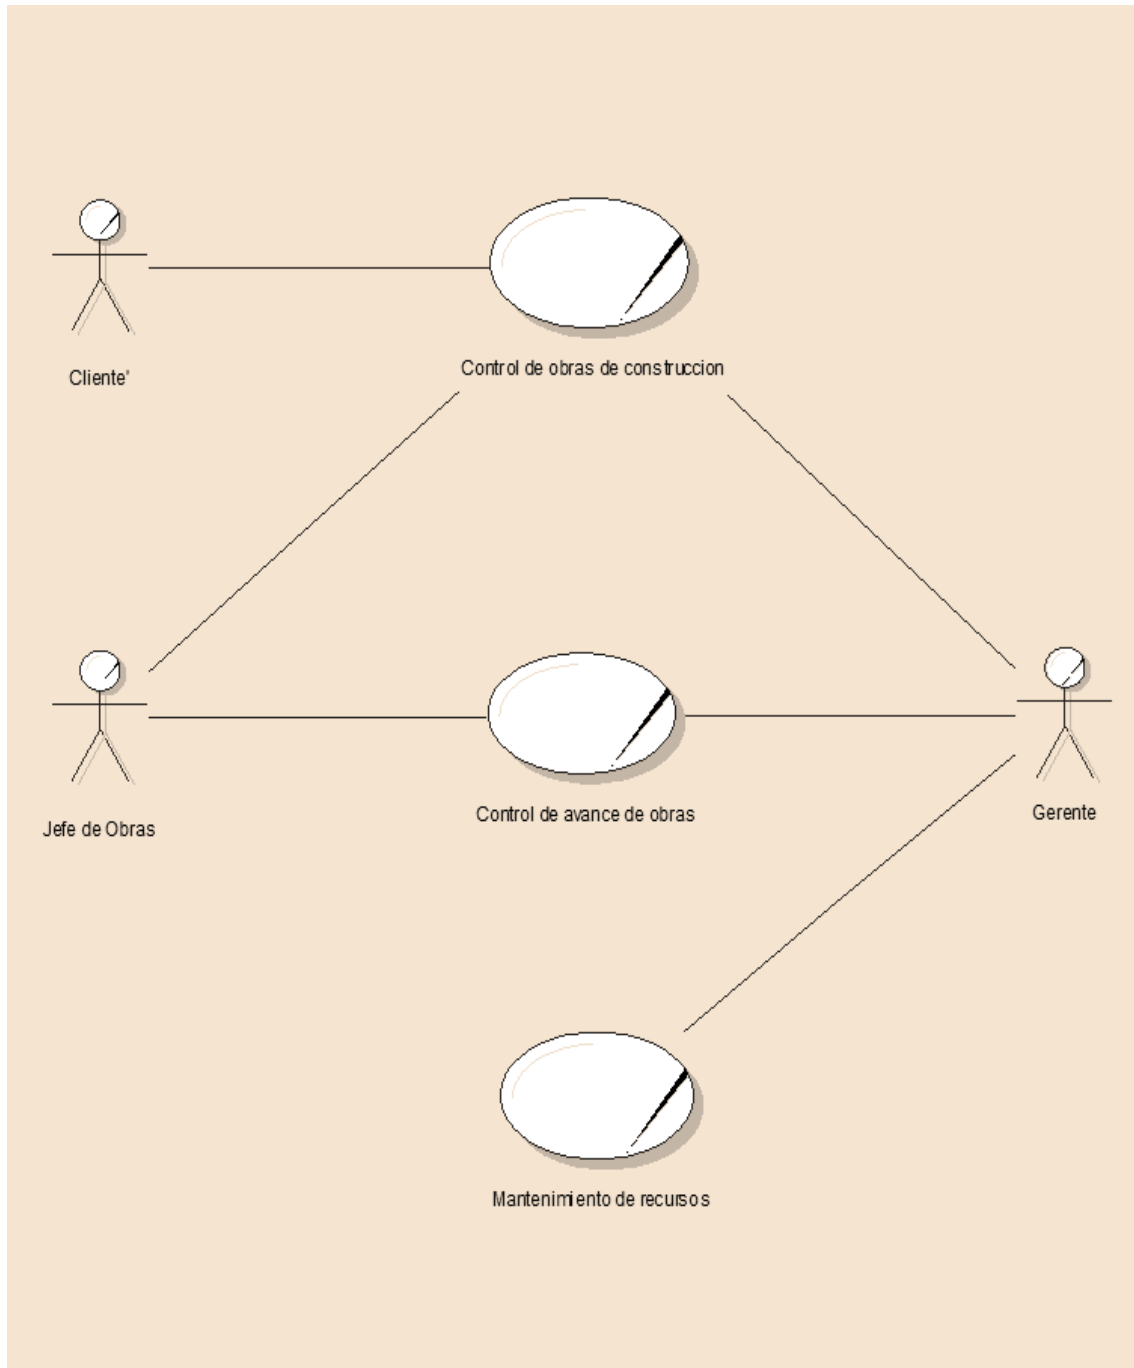 Control de obras de construccion
Cliente'
Control de avance de obras
Jefe de Obras
Gerente
Mantenimiento de recursos